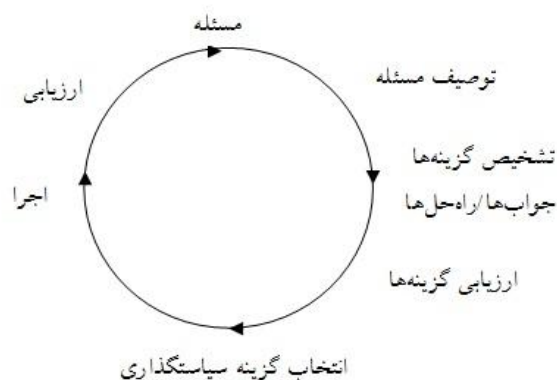 مسئله
توصیف مسئله
تشخیص گزینه‌ها
جواب‌ها/راه‌حل‌ها
ارزیابی گزینه‌ها
انتخاب گزینه سیاستگذاری
اجرا
ارزیابی